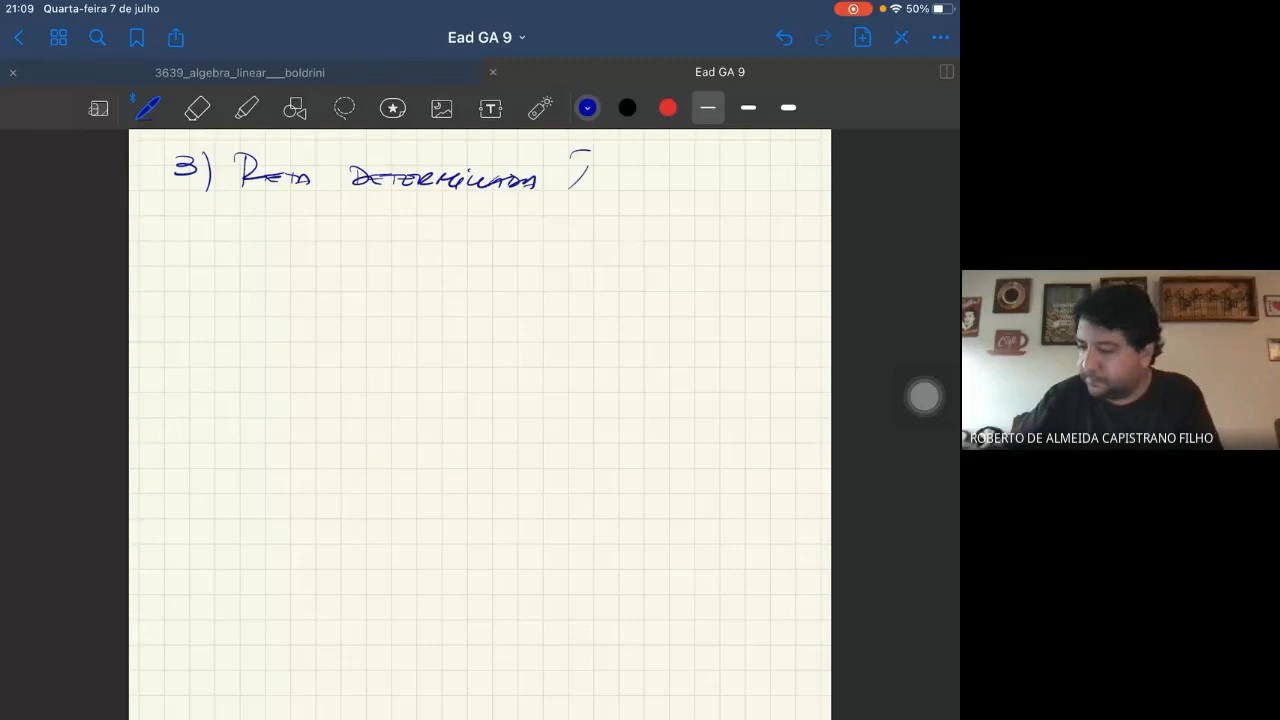 21:09 Quarta-feira 7 de julho
50%
Ead GA 9
3639_algebra_linear___boldrini
Ead GA 9
T
3) RETA DETERMINADA
ROBERTO DE ALMEIDA CAPISTRANO FILHO